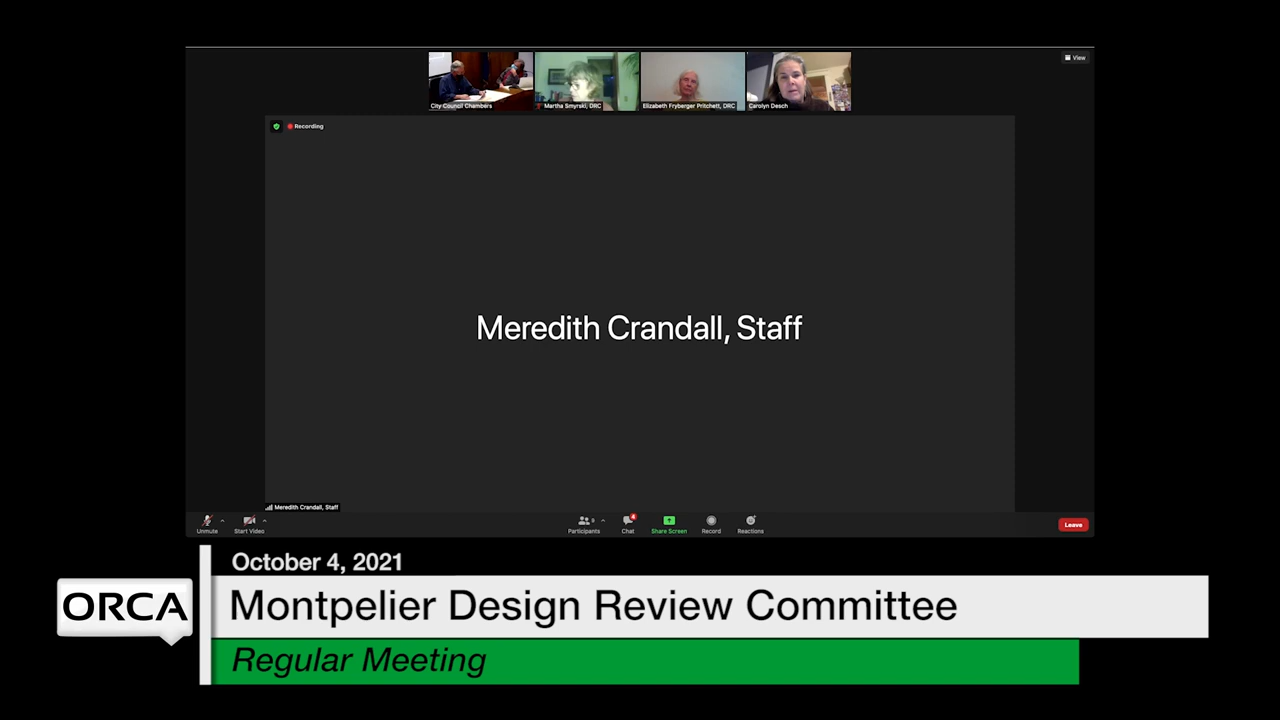 View
City Council Chambers
Martha Smyrski, DRC
Elizabeth Fryberger Pritchett, DRC
Carolyn Desch
Recording
Meredith Crandall, Staff
Meredith Crandall, Staff
Unmute
Start Video
Participants
9
Chat
4
Share Screen
Record
Reactions
Leave
October 4, 2021
ORCA
Montpelier Design Review Committee
Regular Meeting